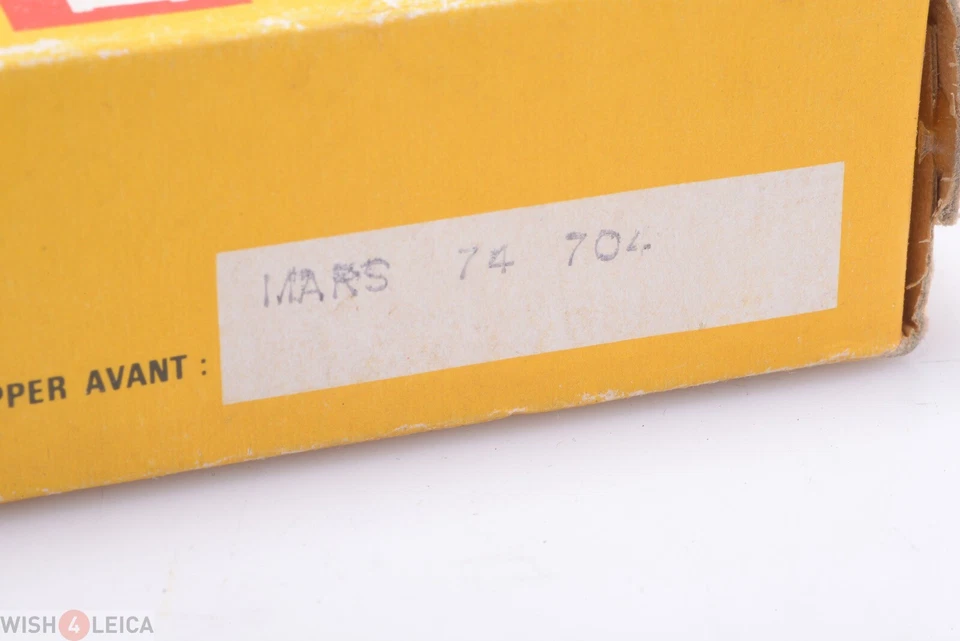 MARS 74 704
PPER AVANT :
WISH4LEICA